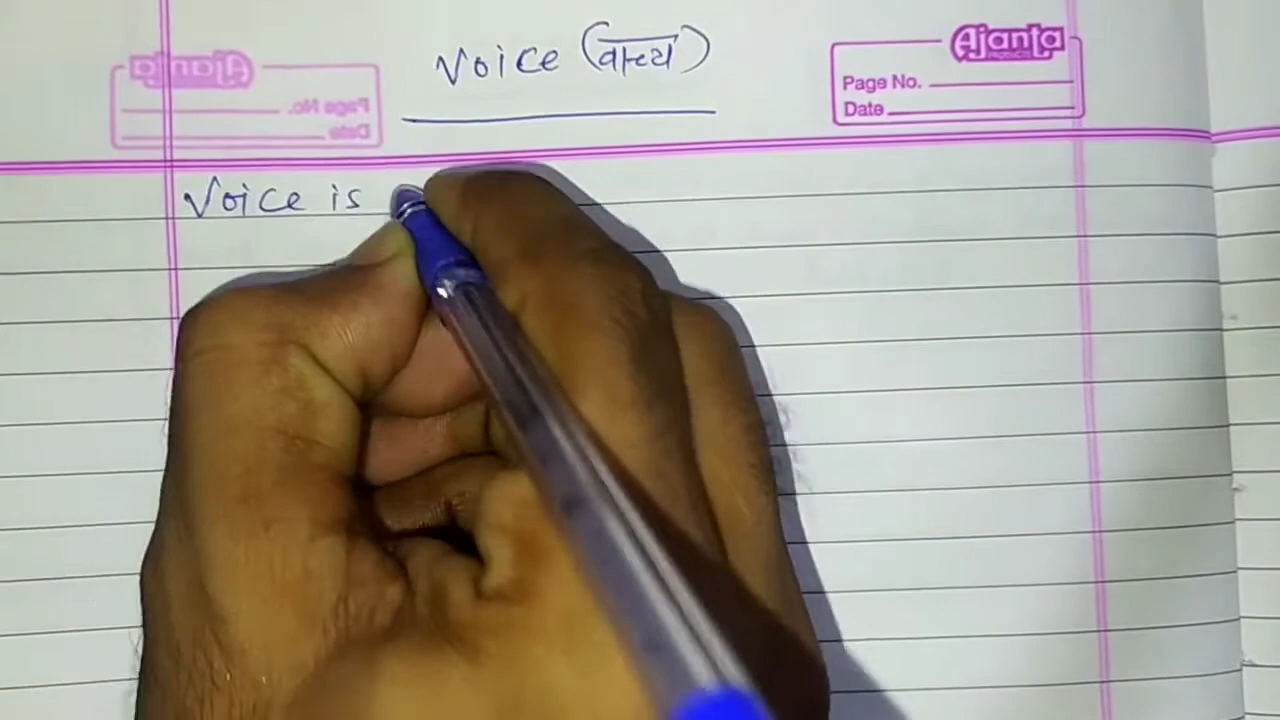 Voice (वाच्य)
Ajanta
Page No.
Date
Voice is